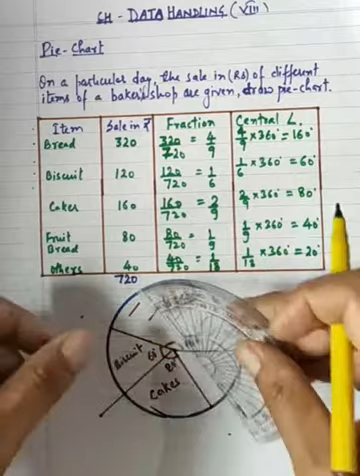 CH - DATA HANDLING (VIII)
Pie-Chart
On a particular day, the sale in (Rs) of different
items of a baker's shop are given, draw pie-chart.
Item Sale in ₹ Fraction Central ∠.
Bread 320 320/720 = 4/9 4/9 × 360° = 160°
Biscuit 120 120/720 = 1/6 1/6 × 360° = 60°
Cakes 160 160/720 = 2/9 2/9 × 360° = 80°
Fruit Bread 80 80/720 = 1/9 1/9 × 360° = 40°
Others 40 40/720 = 1/18 1/18 × 360° = 20°
720
Biscuit 60°
80°
Cakes